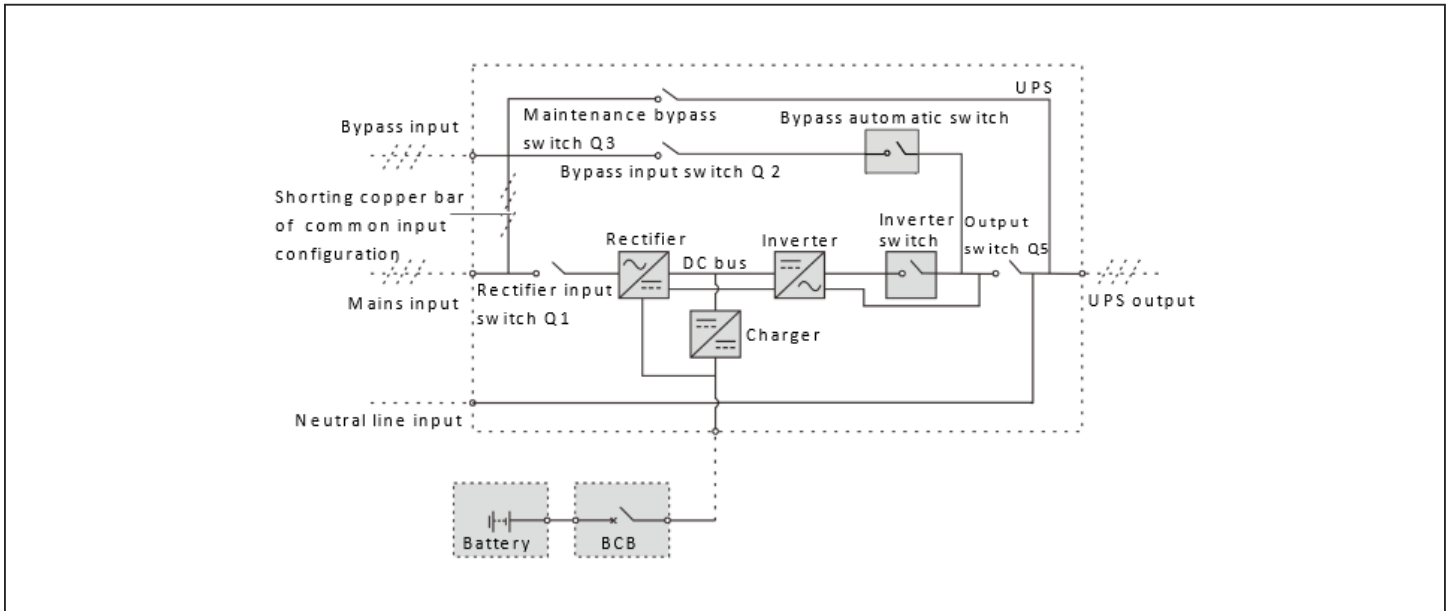 UPS
Maintenance bypass
switch Q3
Bypass automatic switch
Bypass input
Bypass input switch Q 2
Shorting copper bar
of common input
configuration
Rectifier
DC bus
Inverter
Inverter
switch
Output
switch Q5
Mains input
Rectifier input
switch Q1
Charger
UPS output
Neutral line input
Battery
BCB